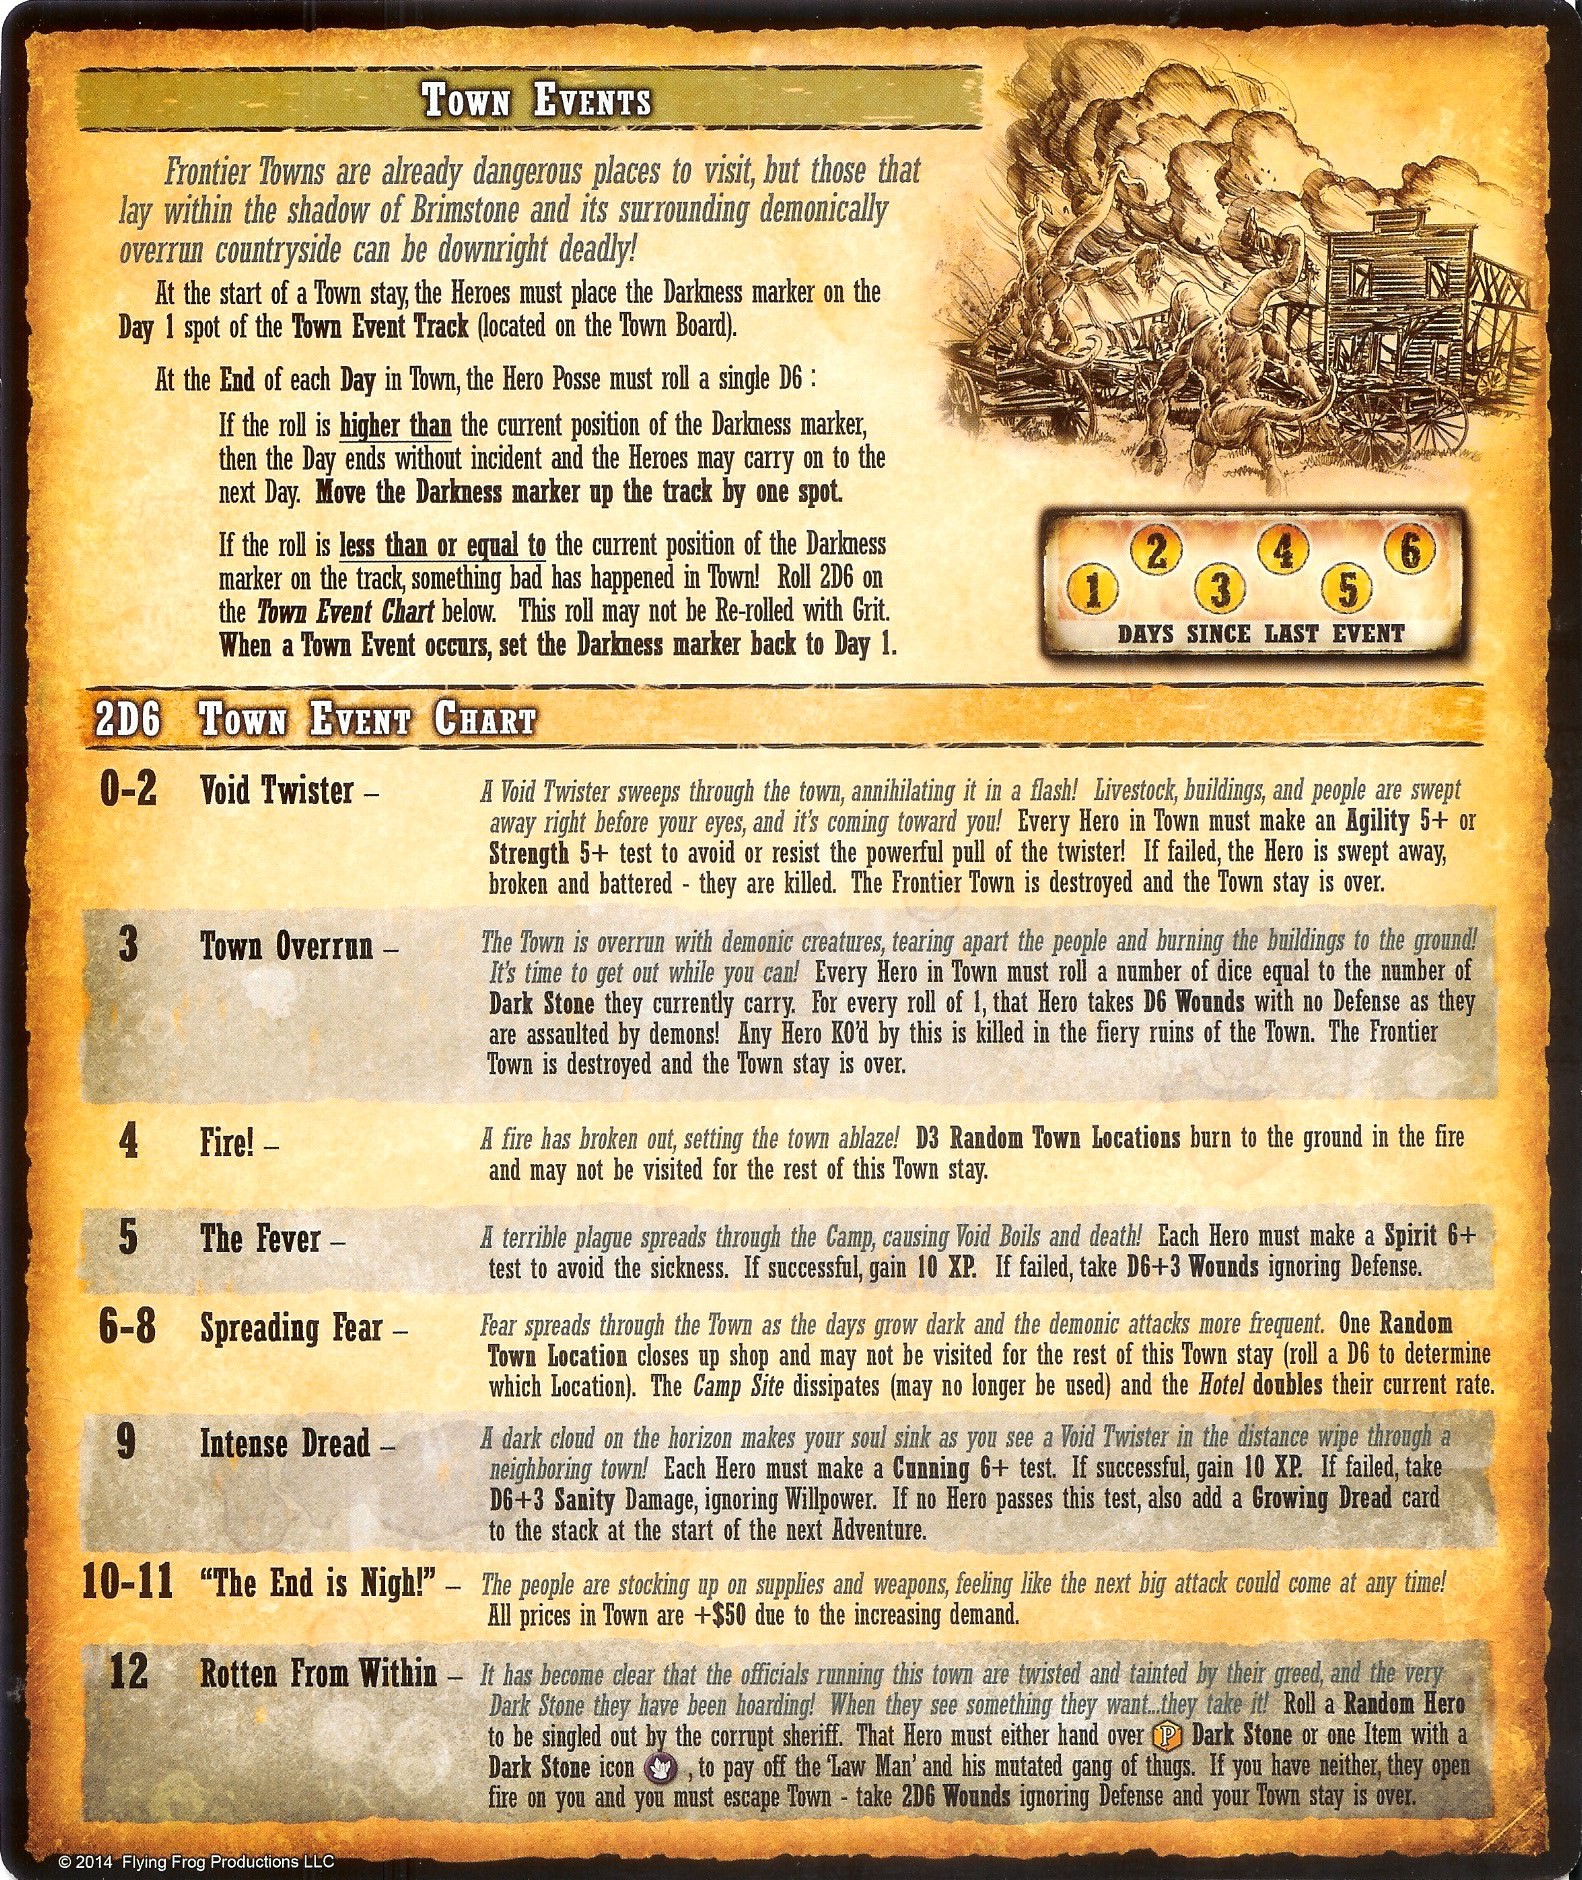 Town Events
Frontier Towns are already dangerous places to visit, but those that
lay within the shadow of Brimstone and its surrounding demonically
overrun countryside can be downright deadly!
At the start of a Town stay, the Heroes must place the Darkness marker on the
Day 1 spot of the Town Event Track (located on the Town Board).
At the End of each Day in Town, the Hero Posse must roll a single D6 :
If the roll is higher than the current position of the Darkness marker,
then the Day ends without incident and the Heroes may carry on to the
next Day. Move the Darkness marker up the track by one spot.
If the roll is less than or equal to the current position of the Darkness
marker on the track, something bad has happened in Town! Roll 2D6 on
the Town Event Chart below. This roll may not be Re-rolled with Grit.
When a Town Event occurs, set the Darkness marker back to Day 1.
1 2 3 4 5 6
DAYS SINCE LAST EVENT
2D6 Town Event Chart
0-2 Void Twister – A Void Twister sweeps through the town, annihilating it in a flash! Livestock, buildings, and people are swept
away right before your eyes, and it's coming toward you! Every Hero in Town must make an Agility 5+ or
Strength 5+ test to avoid or resist the powerful pull of the twister! If failed, the Hero is swept away,
broken and battered - they are killed. The Frontier Town is destroyed and the Town stay is over.
3 Town Overrun – The Town is overrun with demonic creatures, tearing apart the people and burning the buildings to the ground!
It's time to get out while you can! Every Hero in Town must roll a number of dice equal to the number of
Dark Stone they currently carry. For every roll of 1, that Hero takes D6 Wounds with no Defense as they
are assaulted by demons! Any Hero KO'd by this is killed in the fiery ruins of the Town. The Frontier
Town is destroyed and the Town stay is over.
4 Fire! – A fire has broken out, setting the town ablaze! D3 Random Town Locations burn to the ground in the fire
and may not be visited for the rest of this Town stay.
5 The Fever – A terrible plague spreads through the Camp, causing Void Boils and death! Each Hero must make a Spirit 6+
test to avoid the sickness. If successful, gain 10 XP. If failed, take D6+3 Wounds ignoring Defense.
6-8 Spreading Fear – Fear spreads through the Town as the days grow dark and the demonic attacks more frequent. One Random
Town Location closes up shop and may not be visited for the rest of this Town stay (roll a D6 to determine
which Location). The Camp Site dissipates (may no longer be used) and the Hotel doubles their current rate.
9 Intense Dread – A dark cloud on the horizon makes your soul sink as you see a Void Twister in the distance wipe through a
neighboring town! Each Hero must make a Cunning 6+ test. If successful, gain 10 XP. If failed, take
D6+3 Sanity Damage, ignoring Willpower. If no Hero passes this test, also add a Growing Dread card
to the stack at the start of the next Adventure.
10-11 “The End is Nigh!” – The people are stocking up on supplies and weapons, feeling like the next big attack could come at any time!
All prices in Town are +$50 due to the increasing demand.
12 Rotten From Within – It has become clear that the officials running this town are twisted and tainted by their greed, and the very
Dark Stone they have been hoarding! When they see something they want...they take it! Roll a Random Hero
to be singled out by the corrupt sheriff. That Hero must either hand over P Dark Stone or one Item with a
Dark Stone icon , to pay off the 'Law Man' and his mutated gang of thugs. If you have neither, they open
fire on you and you must escape Town - take 2D6 Wounds ignoring Defense and your Town stay is over.
© 2014 Flying Frog Productions LLC